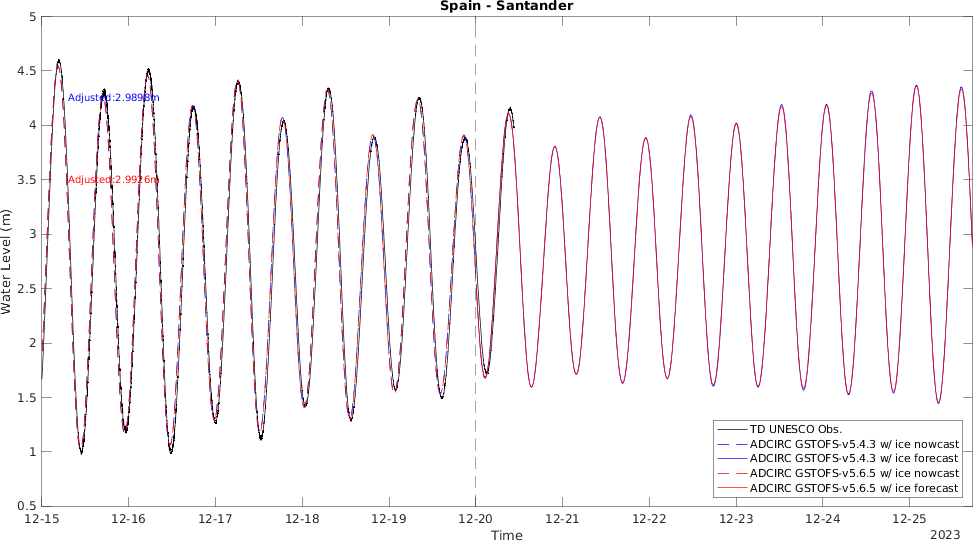 Spain - Santander
5
4.5
Adjusted:2.9898m
4
3.5
Adjusted:2.9926m
3
Water Level (m)
2.5
2
1.5
1
0.5
TD UNESCO Obs.
ADCIRC GSTOFS-v5.4.3 w/ ice nowcast
ADCIRC GSTOFS-v5.4.3 w/ ice forecast
ADCIRC GSTOFS-v5.6.5 w/ ice nowcast
ADCIRC GSTOFS-v5.6.5 w/ ice forecast
12-15 12-16 12-17 12-18 12-19 12-20 12-21 12-22 12-23 12-24 12-25
Time
2023